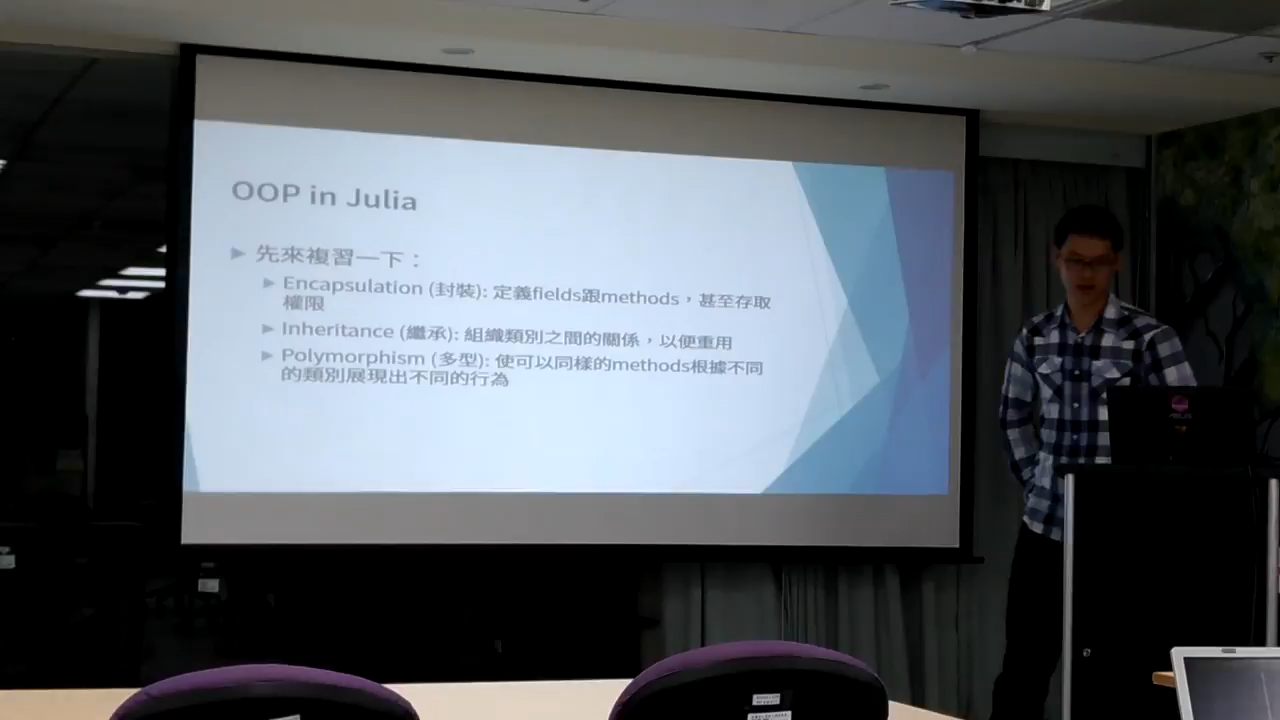 OOP in Julia
先來複習一下：
Encapsulation (封裝): 定義fields跟methods，甚至存取
權限
Inheritance (繼承): 組織類別之間的關係，以便重用
Polymorphism (多型): 使可以同樣的methods根據不同
的類別展現出不同的行為